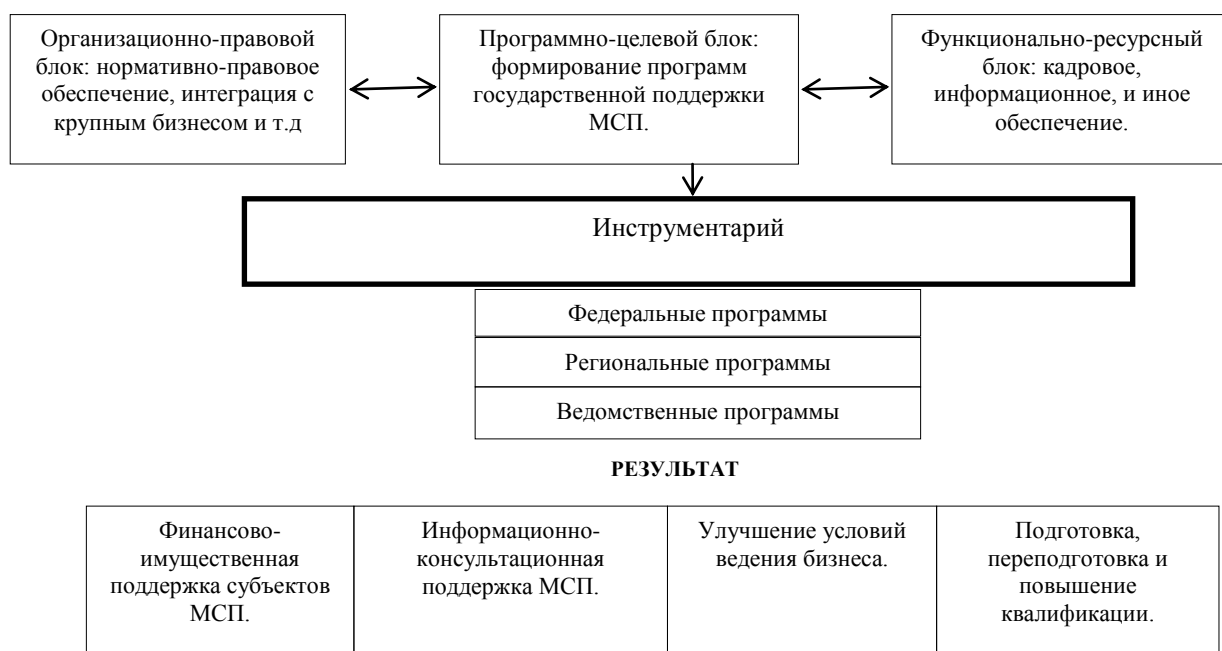 Организационно-правовой
блок: нормативно-правовое
обеспечение, интеграция с
крупным бизнесом и т.д
Программно-целевой блок:
формирование программ
государственной поддержки
МСП.
Функционально-ресурсный
блок: кадровое,
информационное, и иное
обеспечение.
Инструментарий
Федеральные программы
Региональные программы
Ведомственные программы
РЕЗУЛЬТАТ
Финансово-
имущественная
поддержка субъектов
МСП.
Информационно-
консультационная
поддержка МСП.
Улучшение условий
ведения бизнеса.
Подготовка,
переподготовка и
повышение
квалификации.